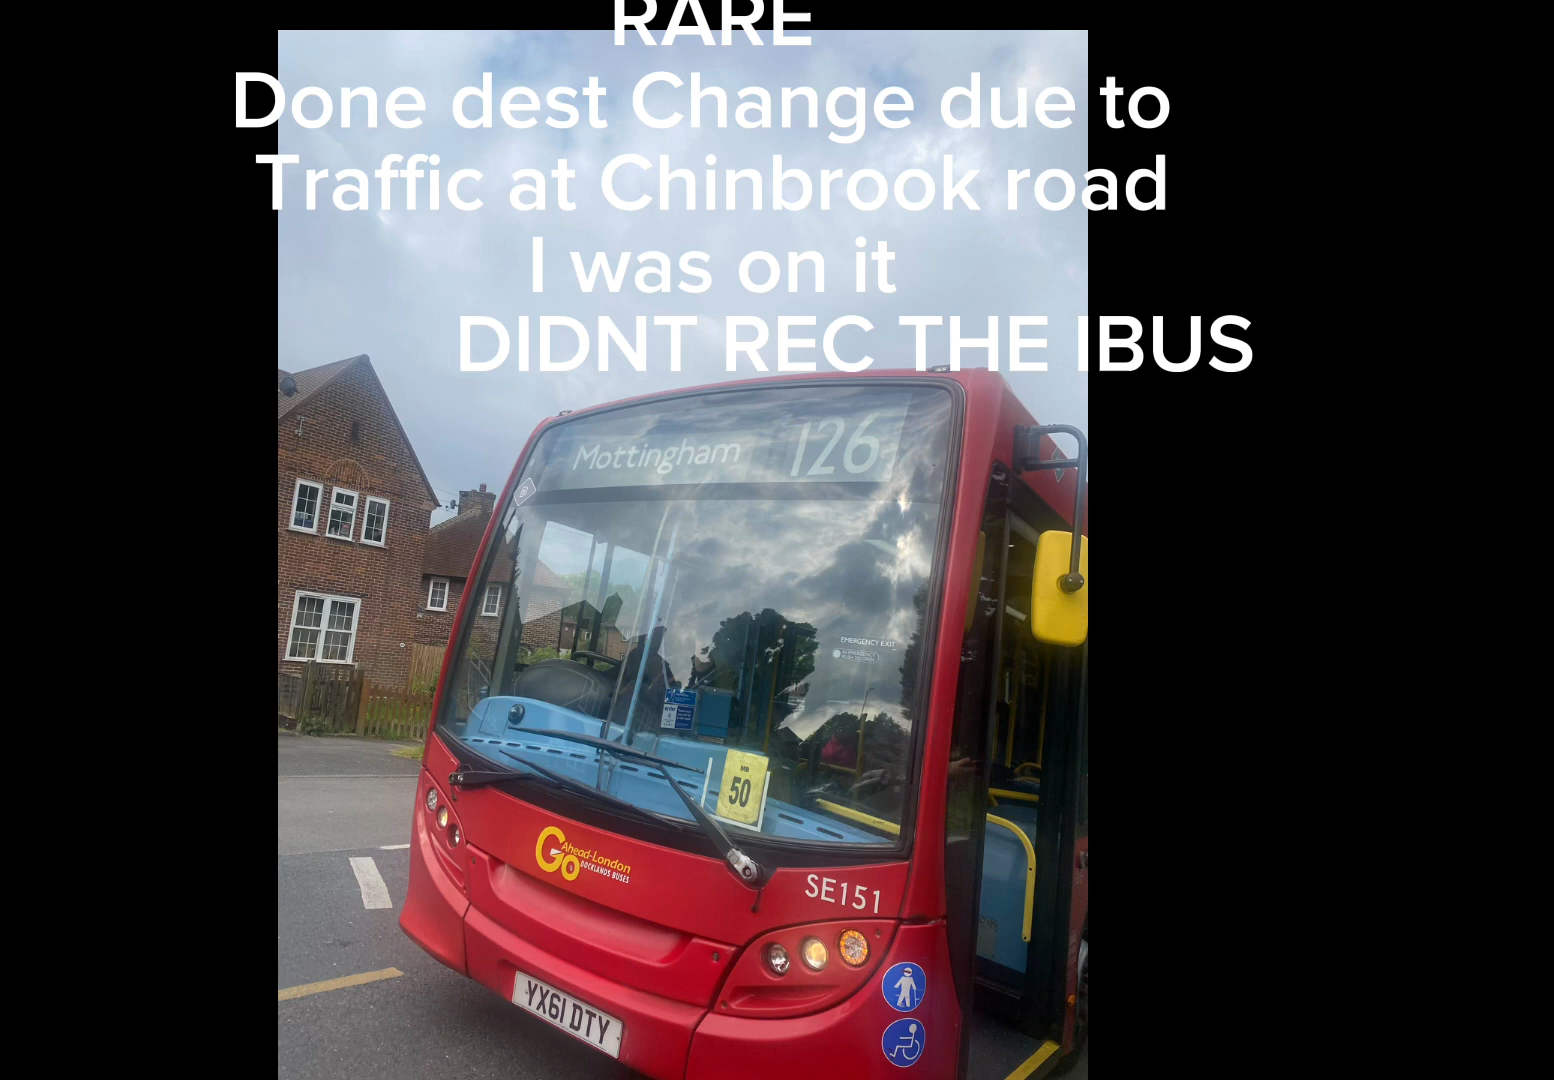 RARE
Done dest Change due to
Traffic at Chinbrook road
I was on it
DIDNT REC THE IBUS
Mottingham 126
EMERGENCY EXIT
MB
50
Go Ahead-London
DOCKLANDS BUSES
SE151
YX61 DTY